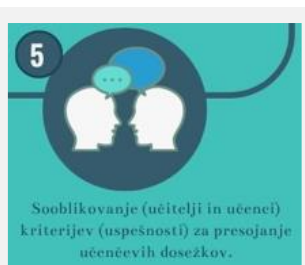 5
Sooblikovanje (učitelji in učenci)
kriterijev (uspešnosti) za presojanje
učenčevih dosežkov.